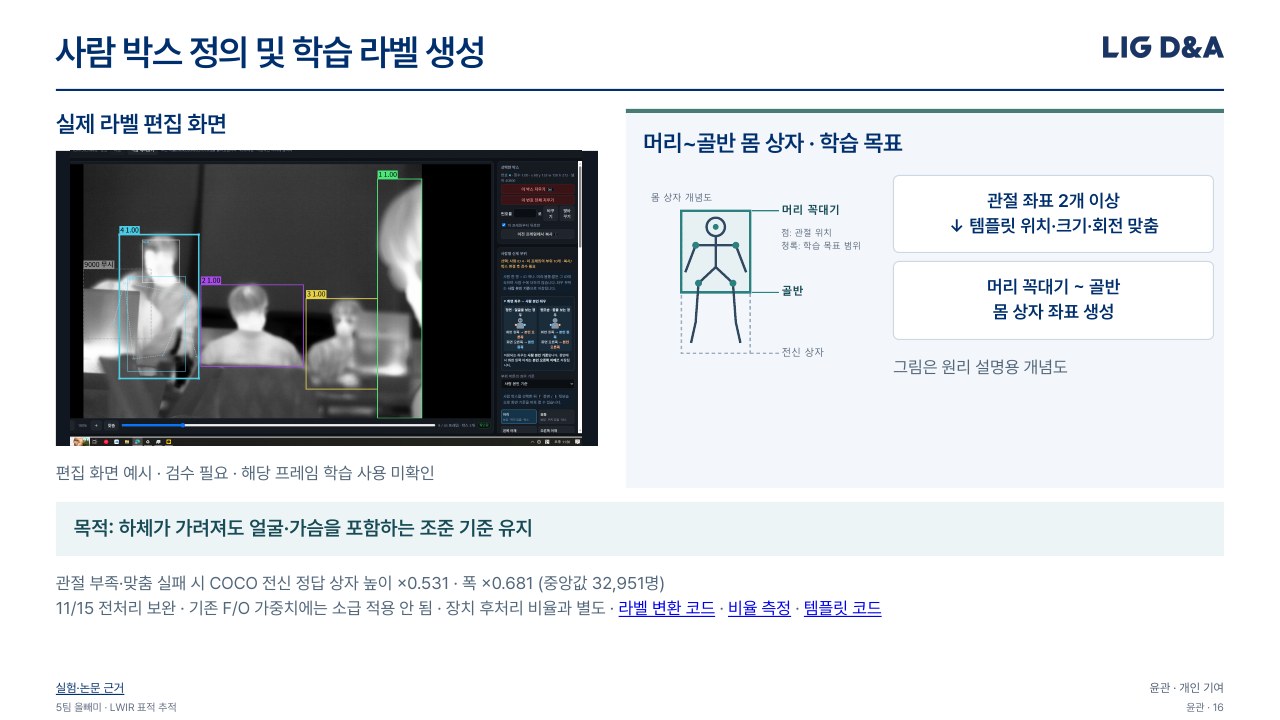 사람 박스 정의 및 학습 라벨 생성
LIG D&A
실제 라벨 편집 화면
4 1.00
9000 무시
2 1.00
3 1.00
1 1.00
편집 화면 예시 · 검수 필요 · 해당 프레임 학습 사용 미확인
머리~골반 몸 상자 · 학습 목표
몸 상자 개념도
머리 꼭대기
점: 관절 위치
청록: 학습 목표 범위
골반
전신 상자
관절 좌표 2개 이상
↓ 템플릿 위치·크기·회전 맞춤
머리 꼭대기 ~ 골반
몸 상자 좌표 생성
그림은 원리 설명용 개념도
목적: 하체가 가려져도 얼굴·가슴을 포함하는 조준 기준 유지
관절 부족·맞춤 실패 시 COCO 전신 정답 상자 높이 ×0.531 · 폭 ×0.681 (중앙값 32,951명)
11/15 전처리 보완 · 기존 F/O 가중치에는 소급 적용 안 됨 · 장치 후처리 비율과 별도 · 라벨 변환 코드 · 비율 측정 · 템플릿 코드
실험·논문 근거
5팀 올빼미 · LWIR 표적 추적
윤관 · 개인 기여
윤관 · 16